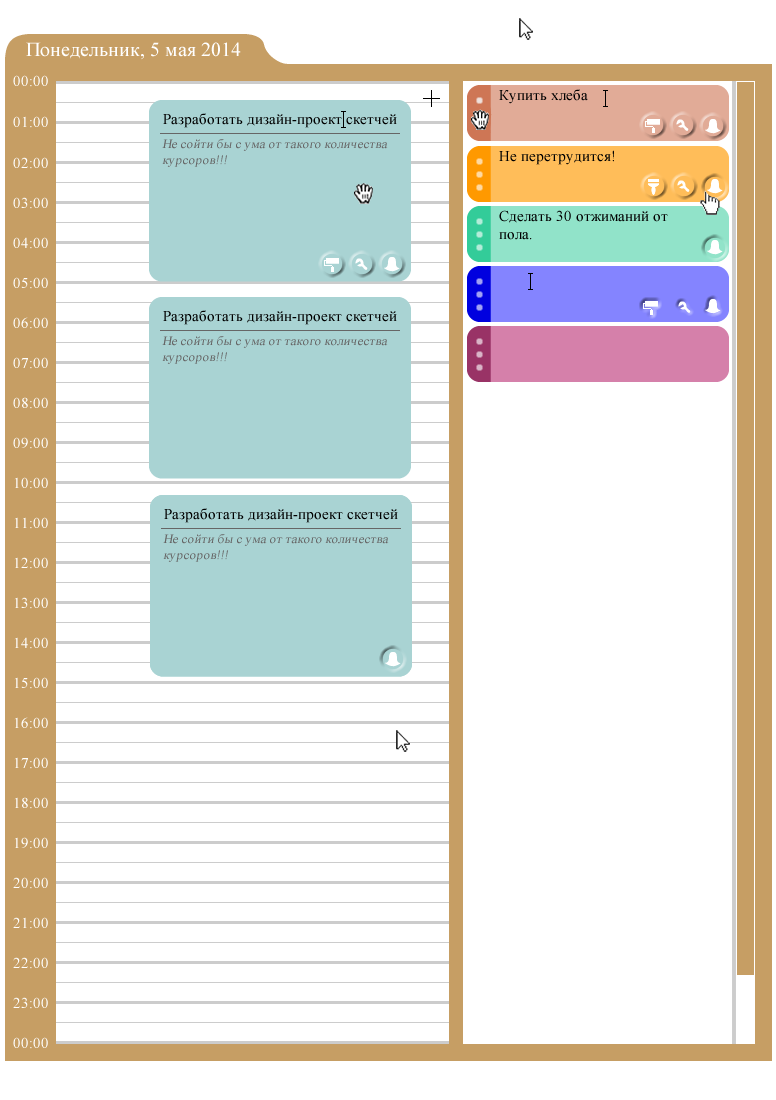 Понедельник, 5 мая 2014
00:00
01:00
02:00
03:00
04:00
05:00
06:00
07:00
08:00
09:00
10:00
11:00
12:00
13:00
14:00
15:00
16:00
17:00
18:00
19:00
20:00
21:00
22:00
23:00
00:00
Разработать дизайн-проект скетчей
Не сойти бы с ума от такого количества
курсоров!!!
Разработать дизайн-проект скетчей
Не сойти бы с ума от такого количества
курсоров!!!
Разработать дизайн-проект скетчей
Не сойти бы с ума от такого количества
курсоров!!!
Купить хлеба
Не перетрудится!
Сделать 30 отжиманий от
пола.